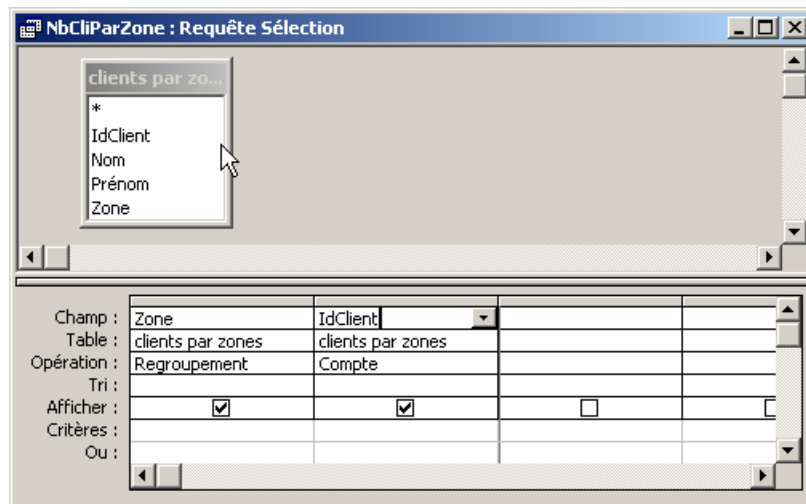 NbCliParZone : Requête Sélection
clients par zo...
*
IdClient
Nom
Prénom
Zone
Champ : Zone IdClient
Table : clients par zones clients par zones
Opération : Regroupement Compte
Tri :
Afficher :
Critères :
Ou :